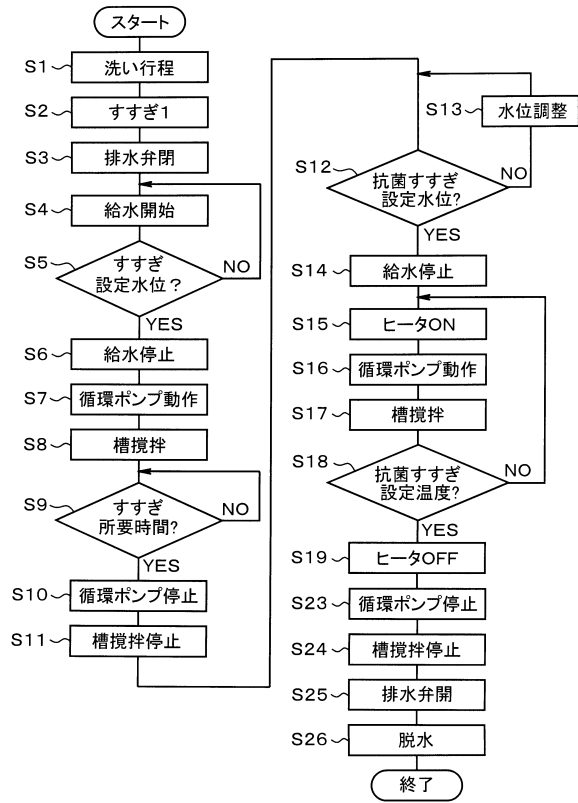 スタート
S1 洗い行程
S2 すすぎ1
S3 排水弁閉
S4 給水開始
S5 すすぎ
設定水位？
NO
YES
S6 給水停止
S7 循環ポンプ動作
S8 槽撹拌
S9 すすぎ
所要時間?
NO
YES
S10 循環ポンプ停止
S11 槽撹拌停止
S13 水位調整
S12 抗菌すすぎ
設定水位?
NO
YES
S14 給水停止
S15 ヒータON
S16 循環ポンプ動作
S17 槽撹拌
S18 抗菌すすぎ
設定温度?
NO
YES
S19 ヒータOFF
S23 循環ポンプ停止
S24 槽撹拌停止
S25 排水弁開
S26 脱水
終了